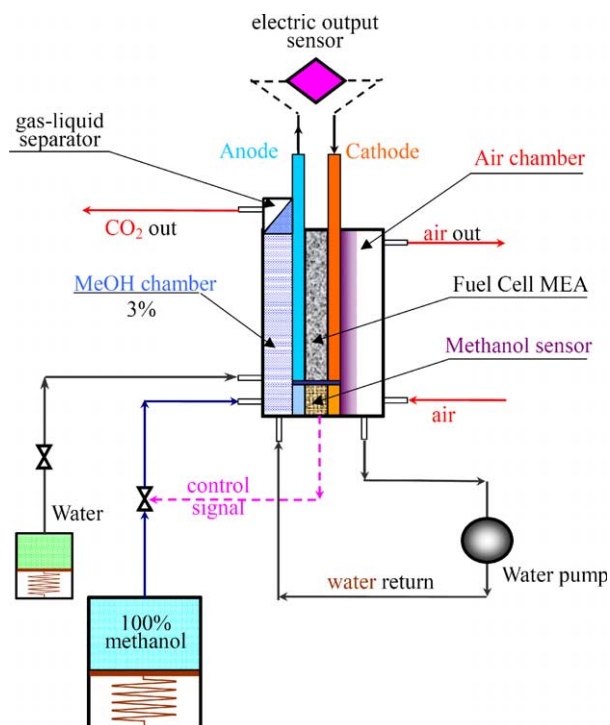 electric output
sensor
gas-liquid
separator
Anode
Cathode
Air chamber
CO₂ out
air out
MeOH chamber
3%
Fuel Cell MEA
Methanol sensor
air
control
signal
Water
Water pump
water return
100%
methanol